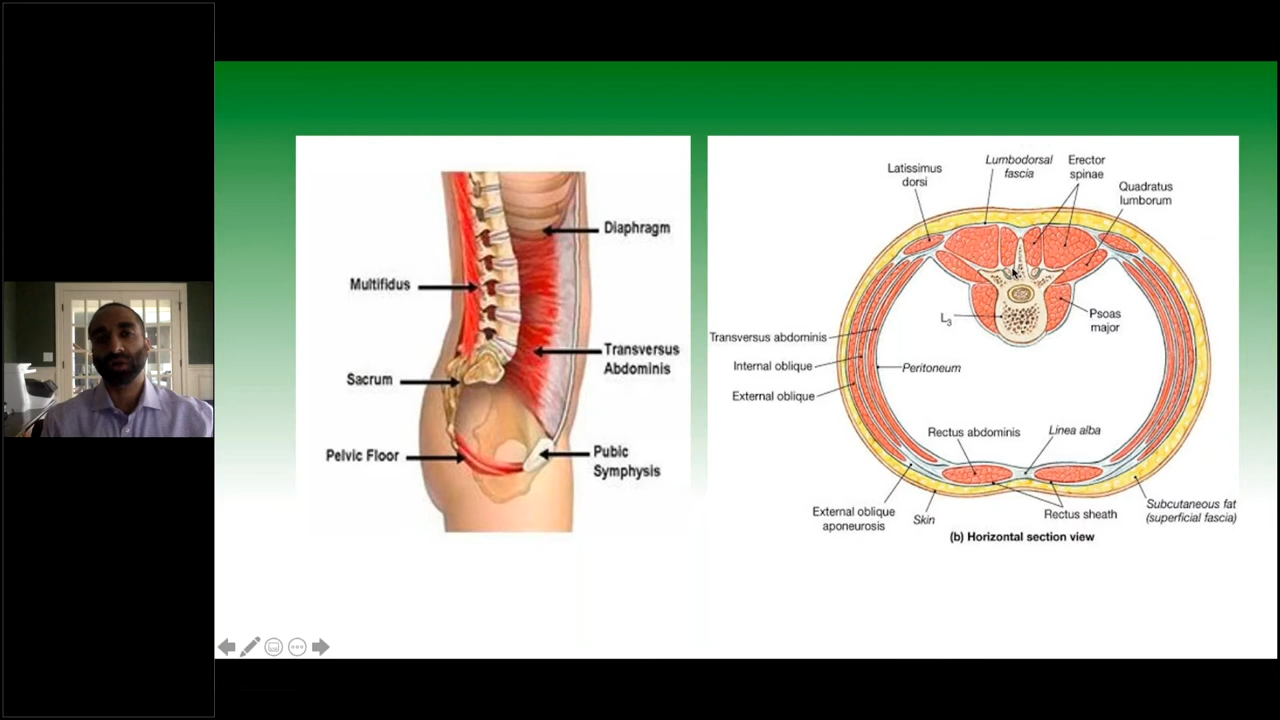 Diaphragm
Multifidus
Transversus
Abdominis
Sacrum
Pelvic Floor
Pubic
Symphysis
Latissimus
dorsi
Lumbodorsal
fascia
Erector
spinae
Quadratus
lumborum
L3
Psoas
major
Transversus abdominis
Internal oblique
External oblique
Peritoneum
Rectus abdominis
Linea alba
External oblique
aponeurosis
Skin
Rectus sheath
Subcutaneous fat
(superficial fascia)
(b) Horizontal section view